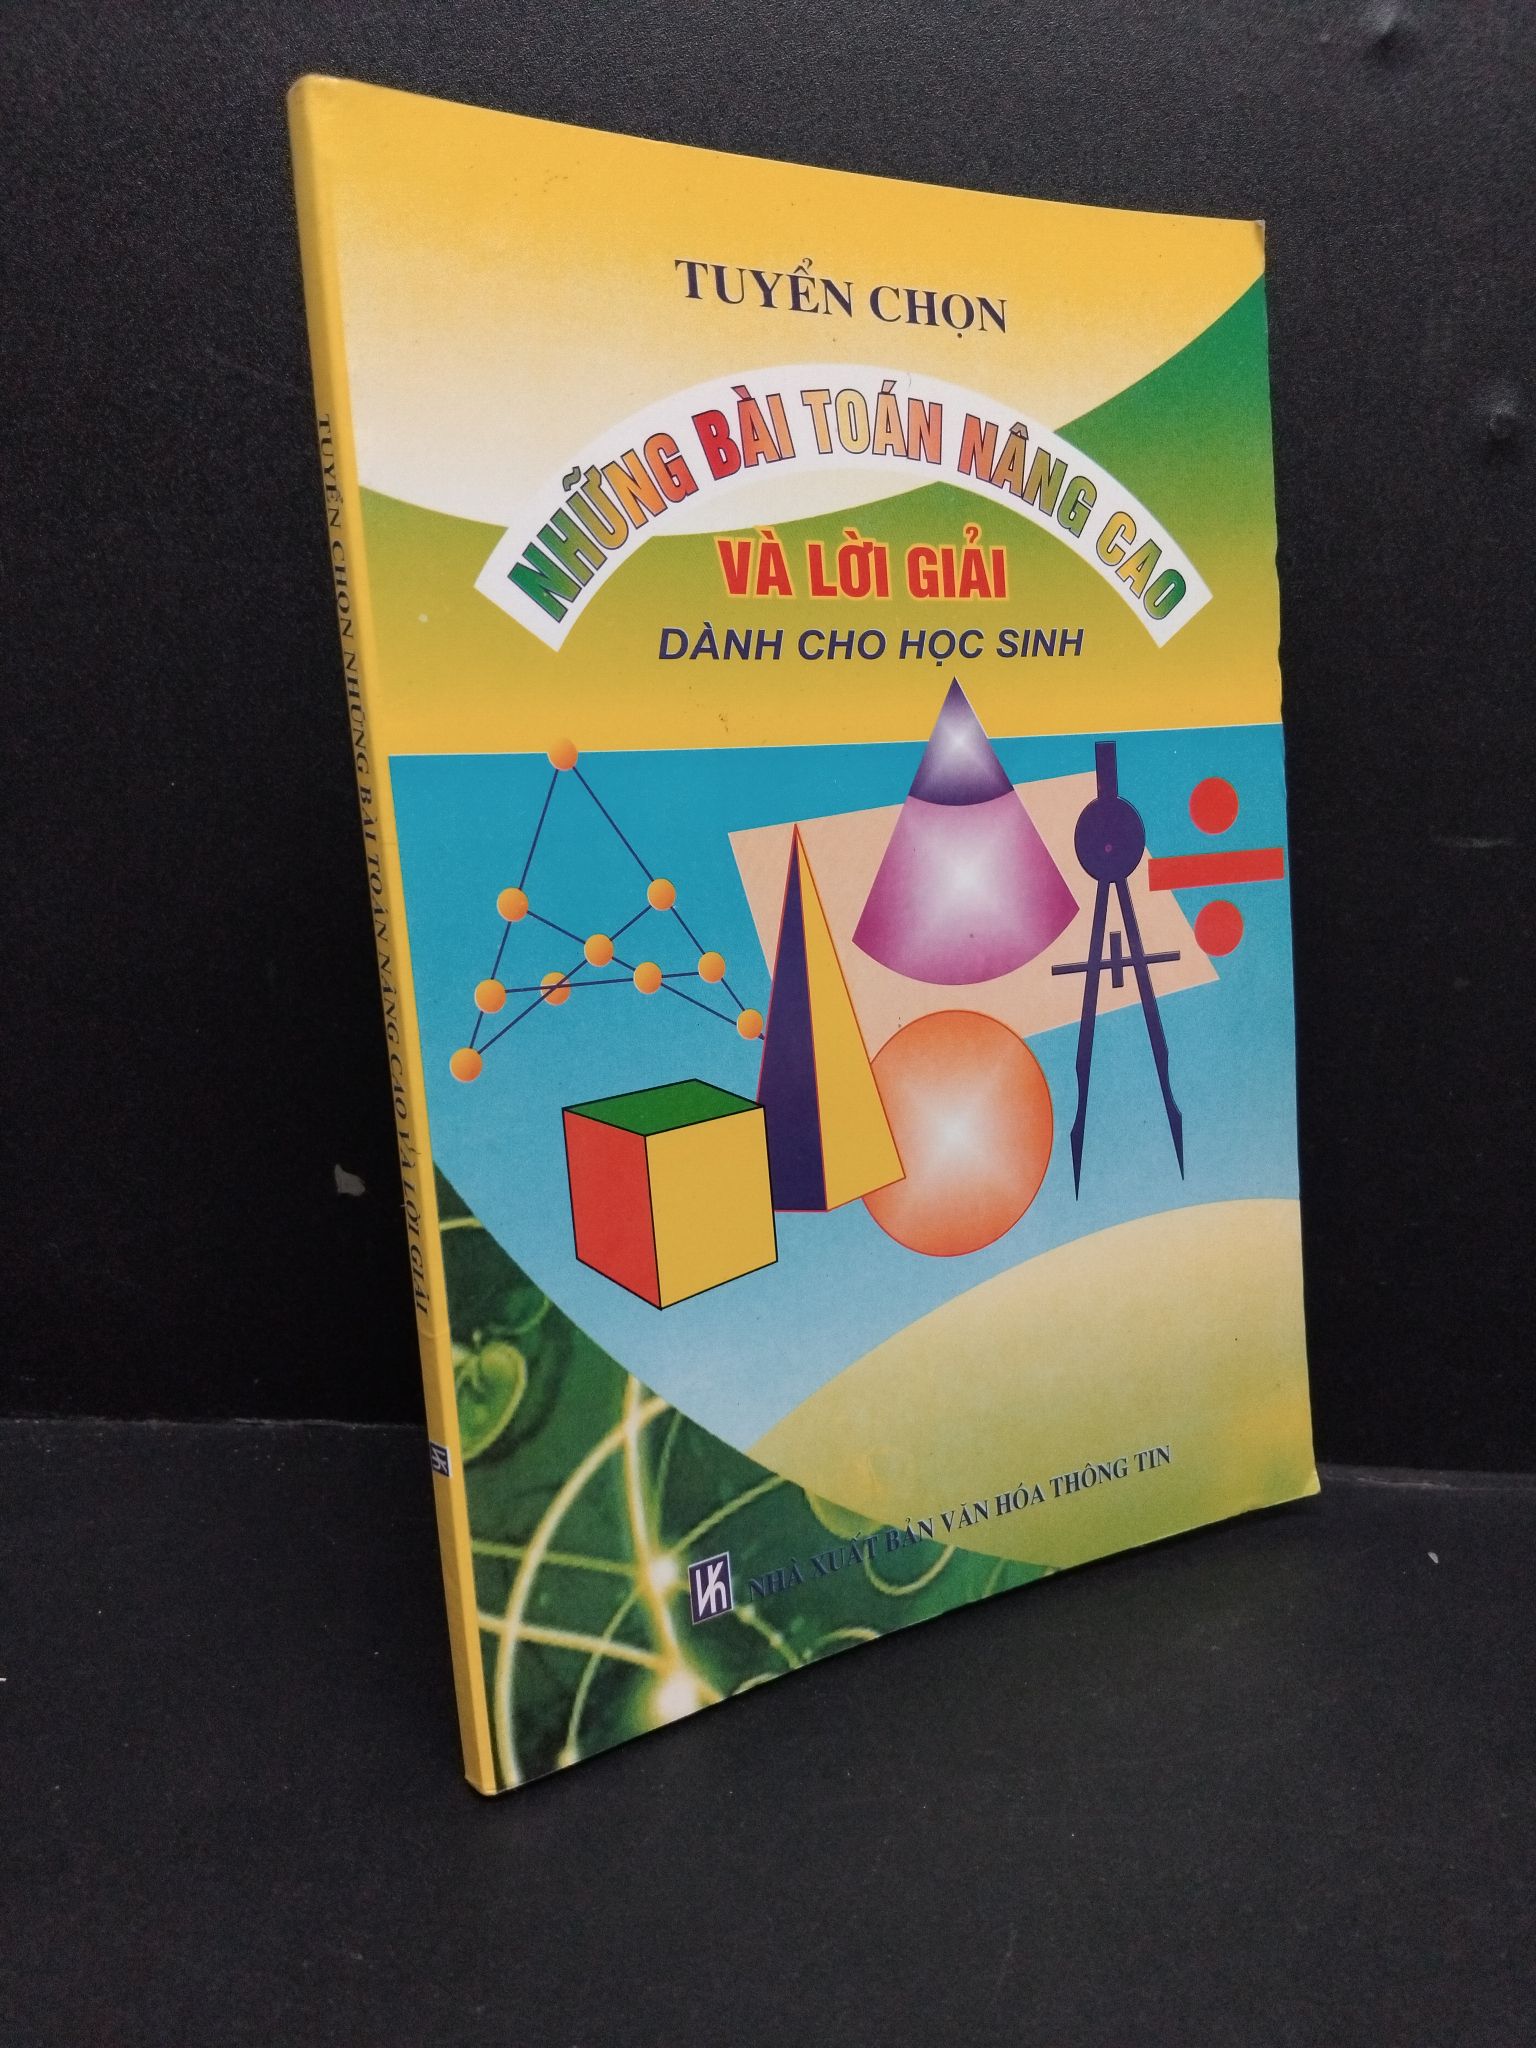 TUYỂN CHỌN
NHỮNG BÀI TOÁN NÂNG CAO
VÀ LỜI GIẢI
DÀNH CHO HỌC SINH
NHÀ XUẤT BẢN VĂN HÓA THÔNG TIN
TUYỂN CHỌN NHỮNG BÀI TOÁN NÂNG CAO VÀ LỜI GIẢI